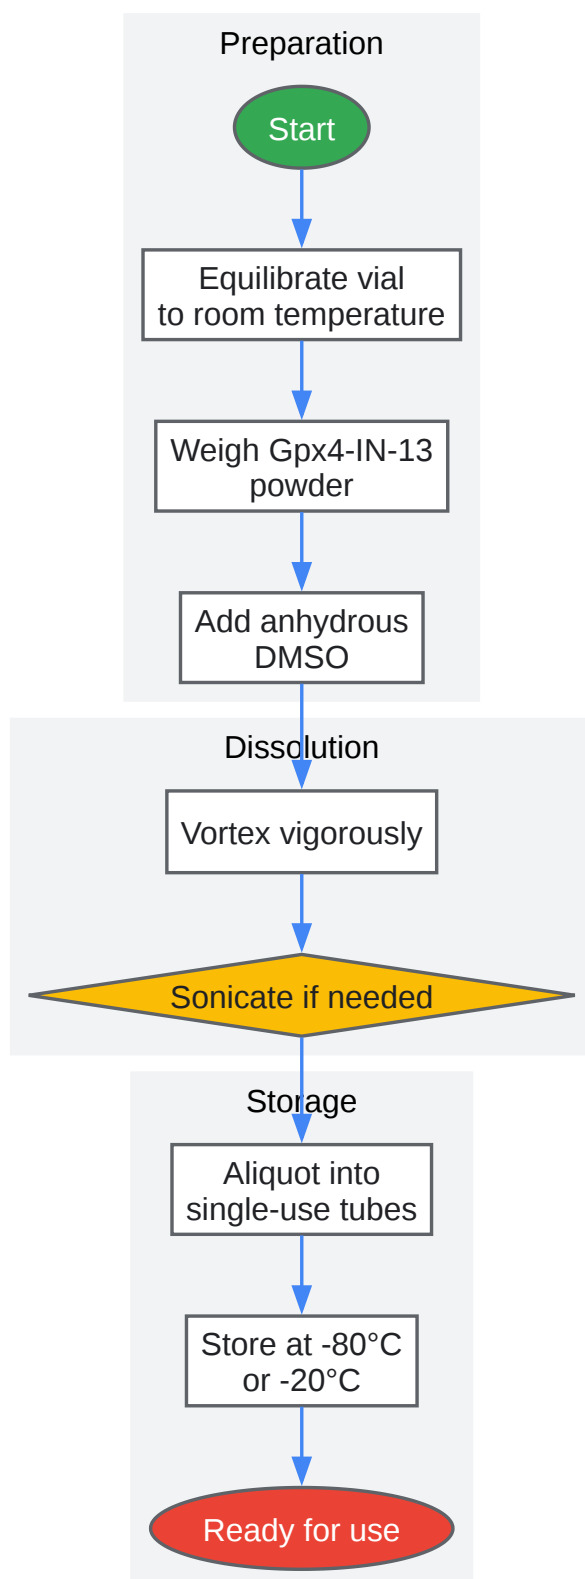 Preparation
Start
Equilibrate vial
to room temperature
Weigh Gpx4-IN-13
powder
Add anhydrous
DMSO
Dissolution
Vortex vigorously
Sonicate if needed
Storage
Aliquot into
single-use tubes
Store at -80°C
or -20°C
Ready for use